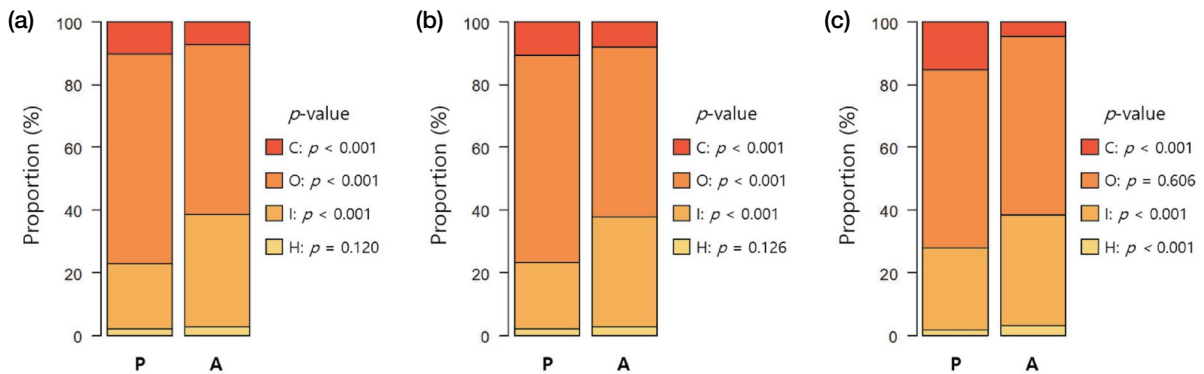 (a)
Proportion (%)
100
80
60
40
20
0
P A
p-value
C: p < 0.001
O: p < 0.001
I: p < 0.001
H: p = 0.120
(b)
Proportion (%)
100
80
60
40
20
0
P A
p-value
C: p < 0.001
O: p < 0.001
I: p < 0.001
H: p = 0.126
(c)
Proportion (%)
100
80
60
40
20
0
P A
p-value
C: p < 0.001
O: p = 0.606
I: p < 0.001
H: p < 0.001